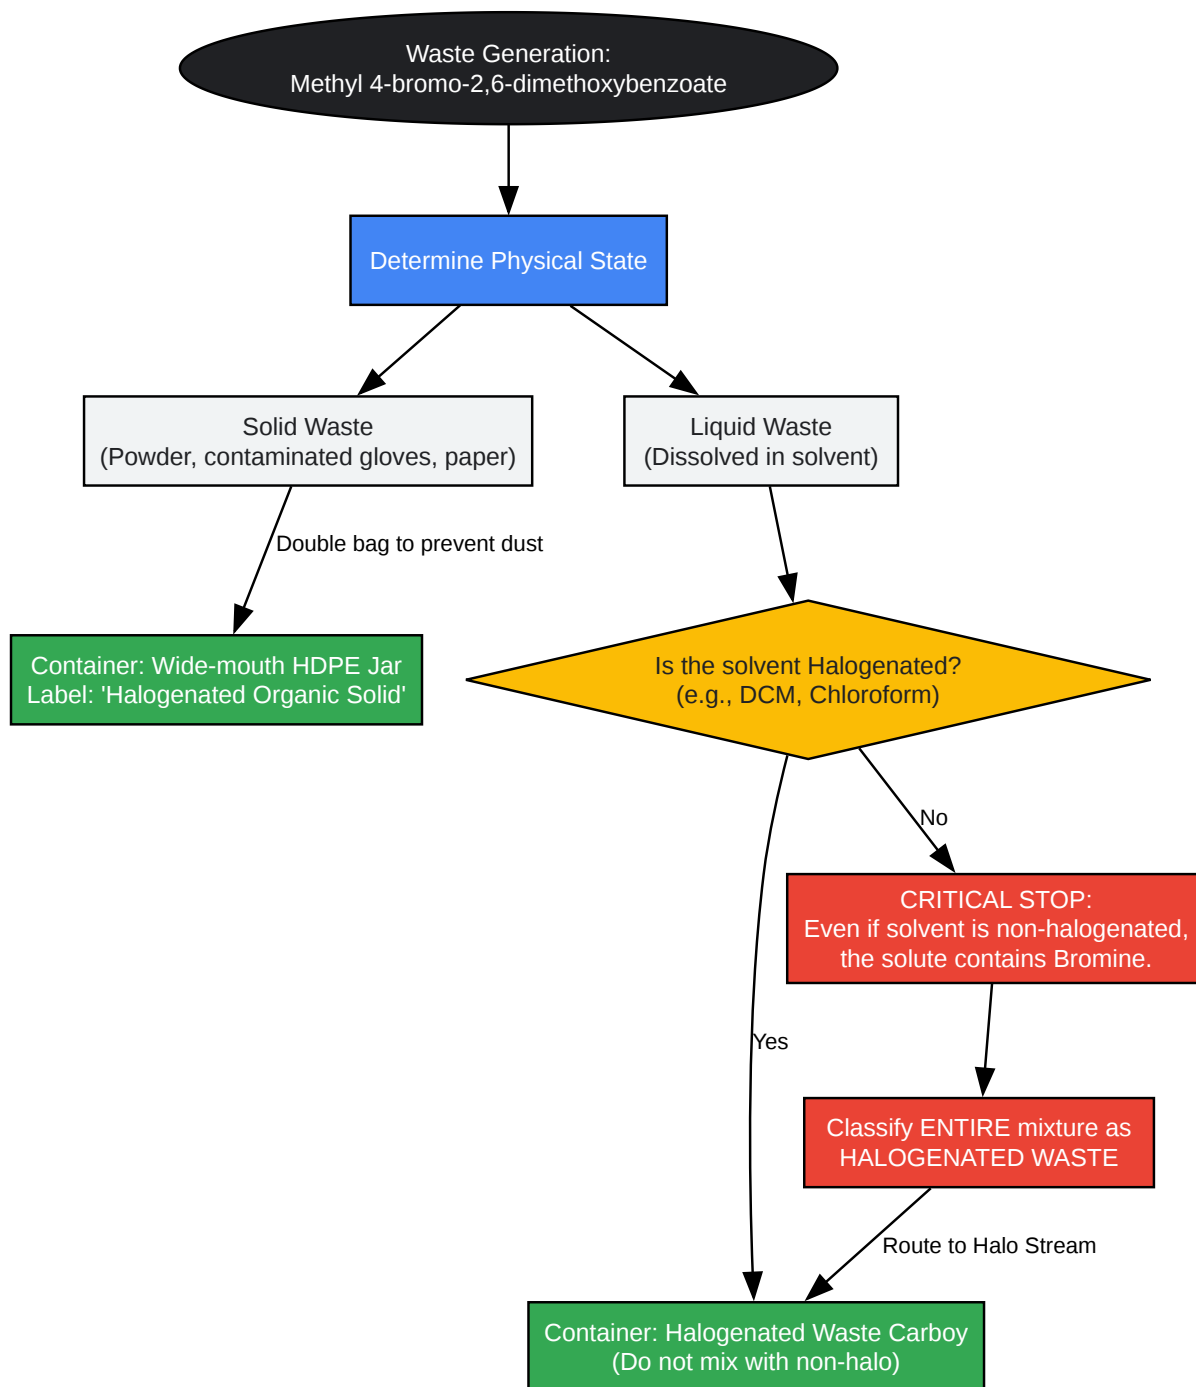 Waste Generation:
Methyl 4-bromo-2,6-dimethoxybenzoate
Determine Physical State
Solid Waste
(Powder, contaminated gloves, paper)
Liquid Waste
(Dissolved in solvent)
Double bag to prevent dust
Container: Wide-mouth HDPE Jar
Label: 'Halogenated Organic Solid'
Is the solvent Halogenated?
(e.g., DCM, Chloroform)
No
CRITICAL STOP:
Even if solvent is non-halogenated,
the solute contains Bromine.
Yes
Classify ENTIRE mixture as
HALOGENATED WASTE
Route to Halo Stream
Container: Halogenated Waste Carboy
(Do not mix with non-halo)